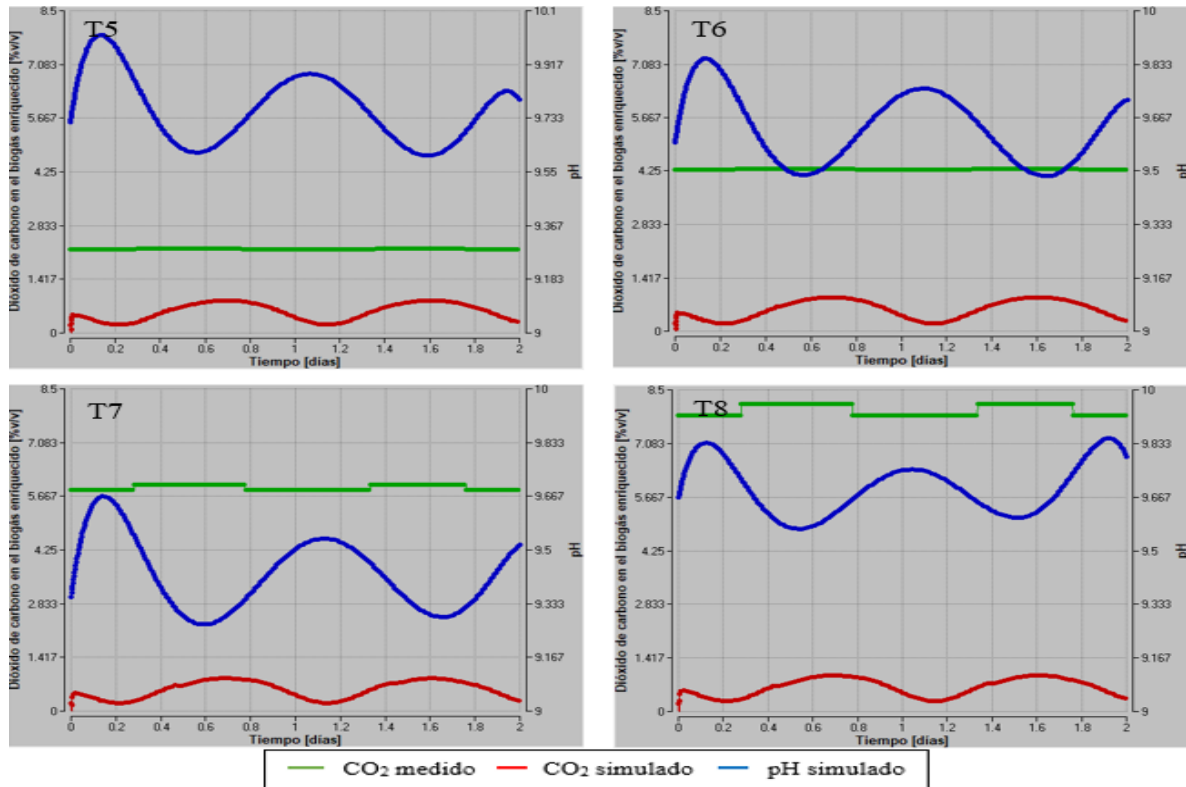 T5
Dióxido de carbono en el biogás enriquecido [%v/v]
8.5
7.083
5.667
4.25
2.833
1.417
0
10.1
9.917
9.733
9.55
9.367
9.183
9
pH
0 0.2 0.4 0.6 0.8 1 1.2 1.4 1.6 1.8 2
Tiempo [días]
T6
Dióxido de carbono en el biogás enriquecido [%v/v]
8.5
7.083
5.667
4.25
2.833
1.417
0
10
9.833
9.667
9.5
9.333
9.167
9
pH
0 0.2 0.4 0.6 0.8 1 1.2 1.4 1.6 1.8 2
Tiempo [días]
T7
Dióxido de carbono en el biogás enriquecido [%v/v]
8.5
7.083
5.667
4.25
2.833
1.417
0
10
9.833
9.667
9.5
9.333
9.167
9
pH
0 0.2 0.4 0.6 0.8 1 1.2 1.4 1.6 1.8 2
Tiempo [días]
T8
Dióxido de carbono en el biogás enriquecido [%v/v]
8.5
7.083
5.667
4.25
2.833
1.417
0
10
9.833
9.667
9.5
9.333
9.167
9
pH
0 0.2 0.4 0.6 0.8 1 1.2 1.4 1.6 1.8 2
Tiempo [días]
CO₂ medido CO₂ simulado pH simulado